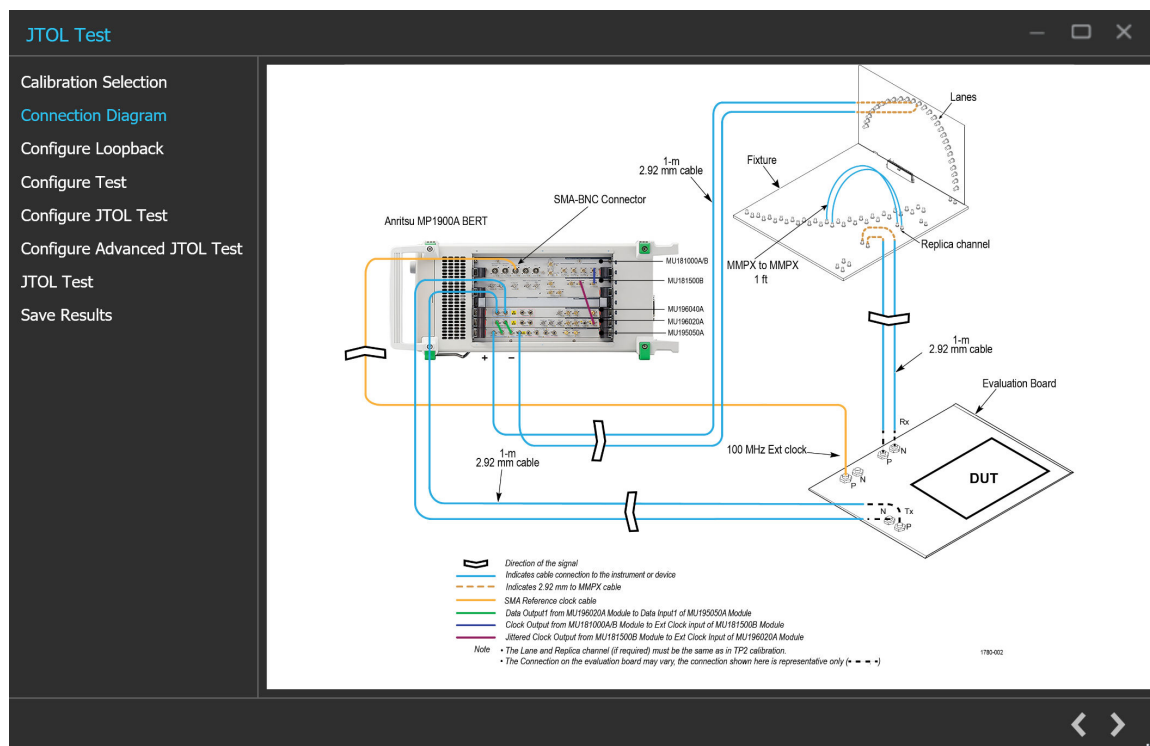 JTOL Test
Calibration Selection
Connection Diagram
Configure Loopback
Configure Test
Configure JTOL Test
Configure Advanced JTOL Test
JTOL Test
Save Results
Lanes
Fixture
1-m
2.92 mm cable
SMA-BNC Connector
Anritsu MP1900A BERT
MU181000A/B
MU181500B
MU196040A
MU196020A
MU195050A
MMPX to MMPX
1 ft
Replica channel
1-m
2.92 mm cable
Evaluation Board
+ −
Rx
P
N
100 MHz Ext clock
P
N
DUT
1-m
2.92 mm cable
N
Tx
P
Direction of the signal
Indicates cable connection to the instrument or device
Indicates 2.92 mm to MMPX cable
SMA Reference clock cable
Data Output1 from MU196020A Module to Data Input1 of MU195050A Module
Clock Output from MU181000A/B Module to Ext Clock input of MU181500B Module
Jittered Clock Output from MU181500B Module to Ext Clock Input of MU196020A Module
Note • The Lane and Replica channel (if required) must be the same as in TP2 calibration.
• The Connection on the evaluation board may vary, the connection shown here is representative only (- - - -)
1780-002